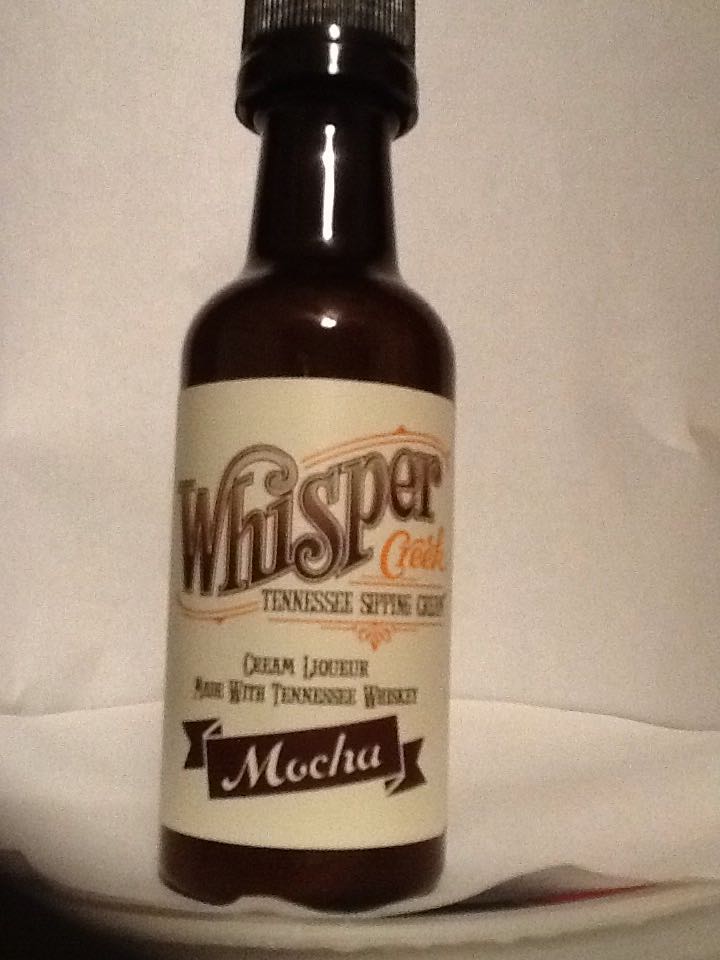 Whisper
Creek
TENNESSEE SIPPING CREAM
CREAM LIQUEUR
MADE WITH TENNESSEE WHISKEY
Mocha